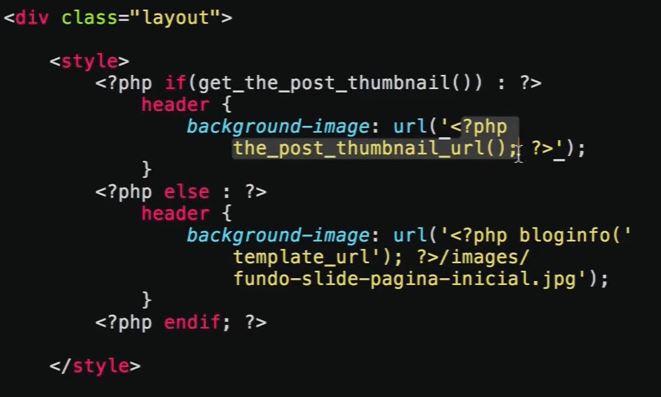 <div class="layout">
<style>
<?php if(get_the_post_thumbnail()) : ?>
header {
background-image: url('<?php
the_post_thumbnail_url(); ?>');
}
<?php else : ?>
header {
background-image: url('<?php bloginfo('
template_url'); ?>/images/
fundo-slide-pagina-inicial.jpg');
}
<?php endif; ?>
</style>